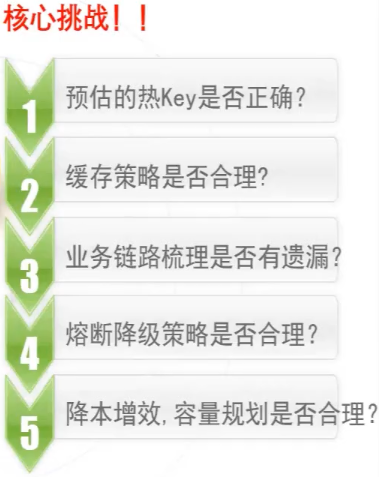 核心挑战！！
1 预估的热Key是否正确？
2 缓存策略是否合理?
3 业务链路梳理是否有遗漏？
4 熔断降级策略是否合理？
5 降本增效,容量规划是否合理？